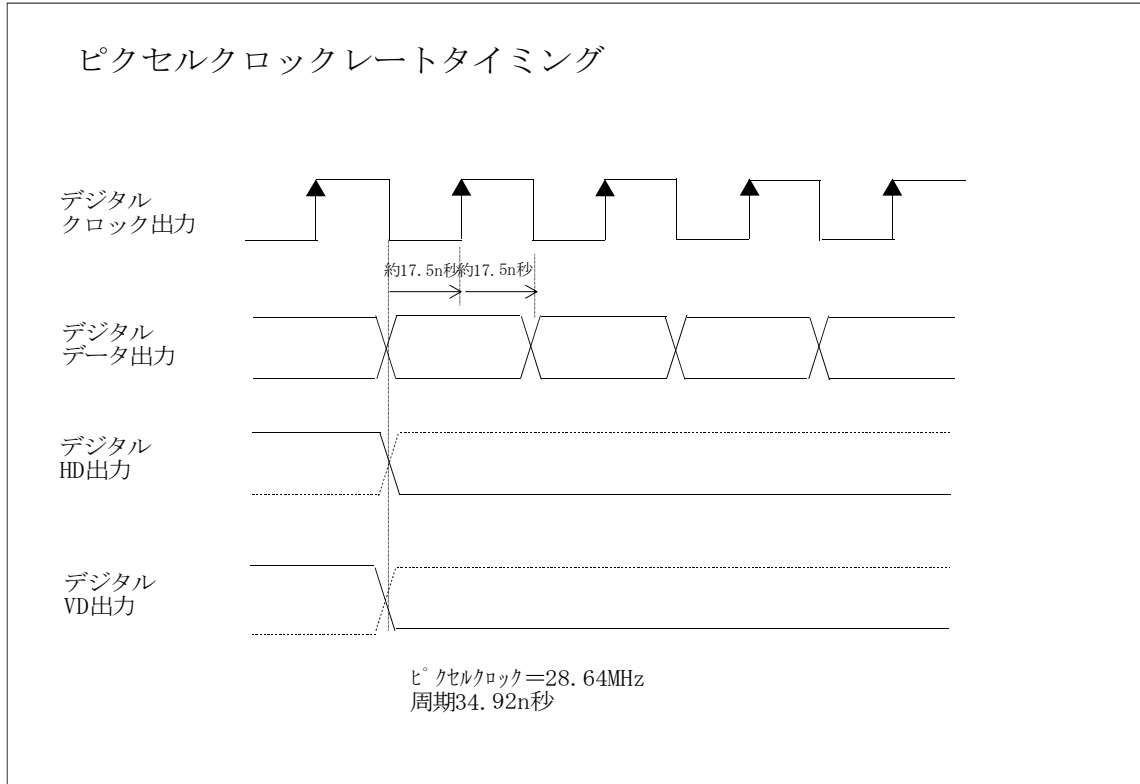 ピクセルクロックレートタイミング
デジタル
クロック出力
約17.5n秒約17.5n秒
デジタル
データ出力
デジタル
HD出力
デジタル
VD出力
ﾋﾟｸｾﾙｸﾛｯｸ＝28.64MHz
周期34.92n秒